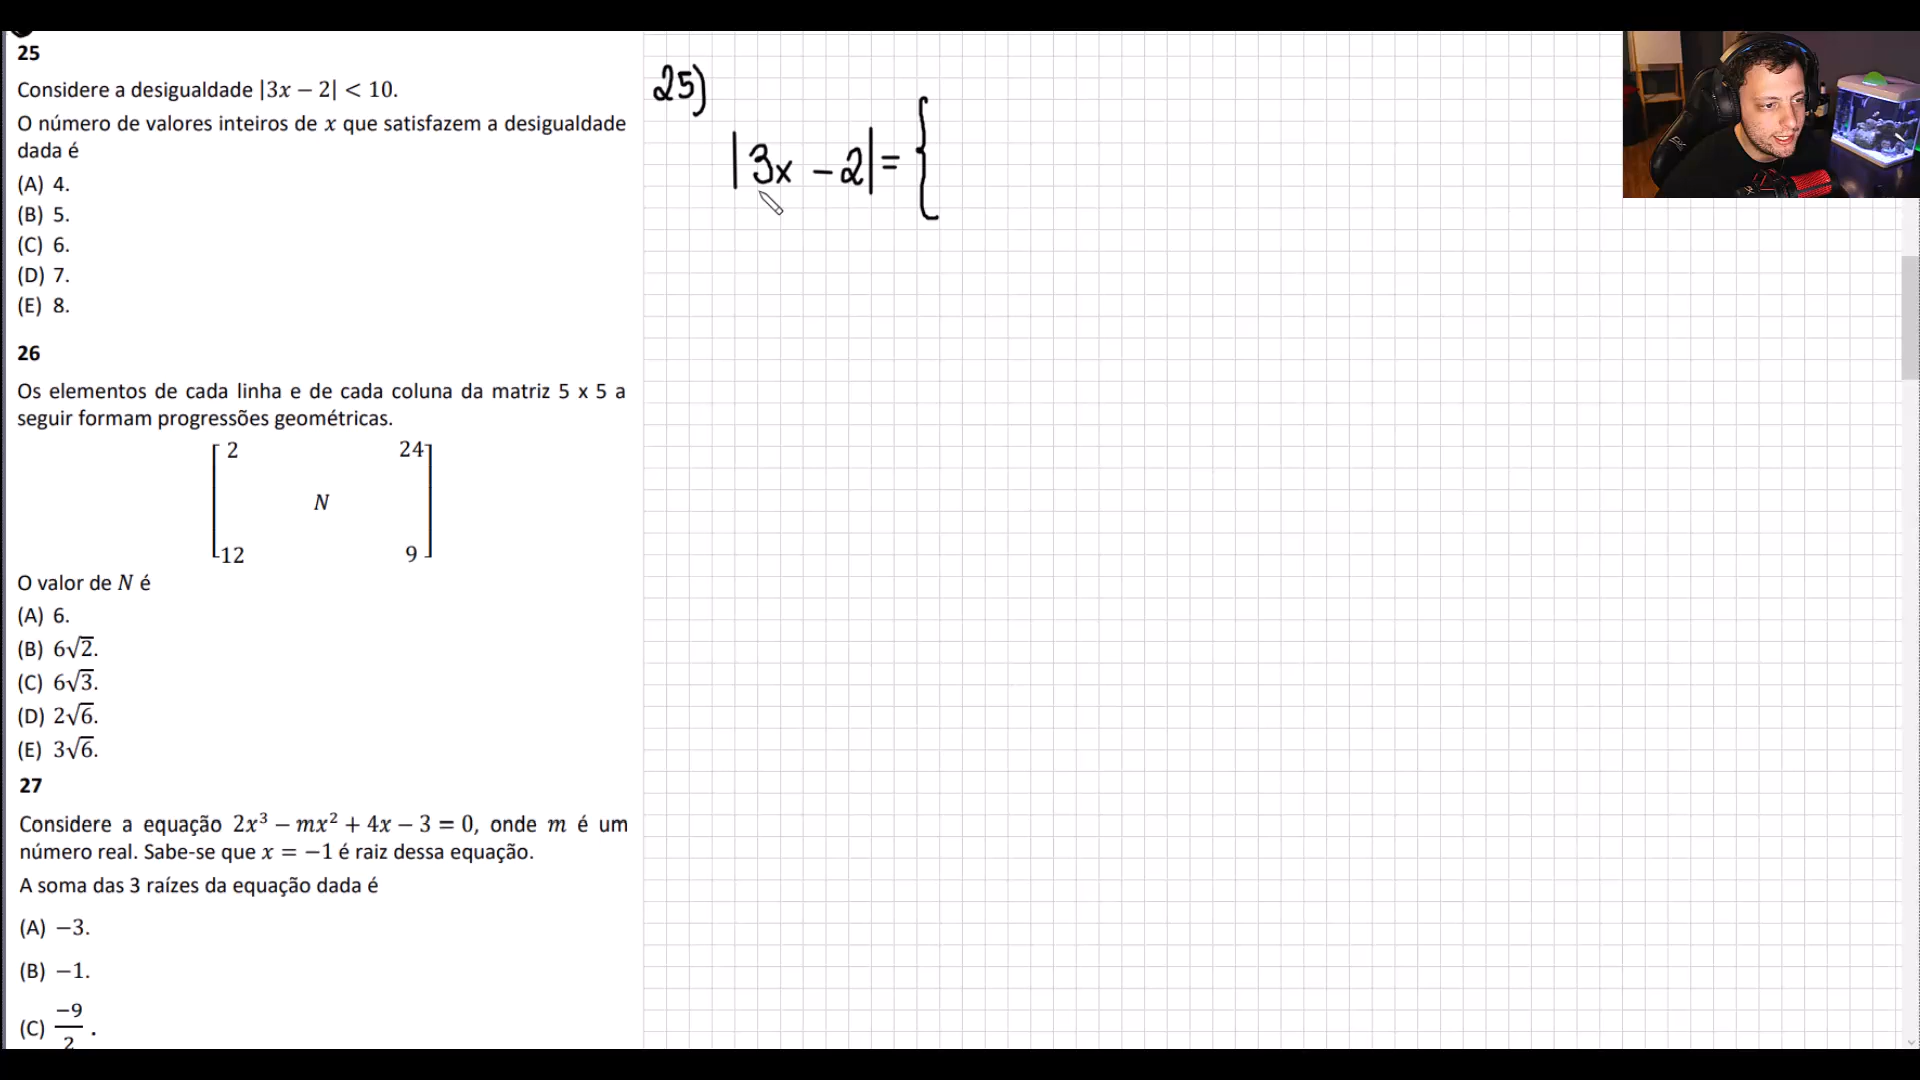 25
Considere a desigualdade |3x − 2| < 10.
O número de valores inteiros de x que satisfazem a desigualdade
dada é
(A) 4.
(B) 5.
(C) 6.
(D) 7.
(E) 8.
26
Os elementos de cada linha e de cada coluna da matriz 5 x 5 a
seguir formam progressões geométricas.
2 24
N
12 9
O valor de N é
(A) 6.
(B) 6√2.
(C) 6√3.
(D) 2√6.
(E) 3√6.
27
Considere a equação 2x³ − mx² + 4x − 3 = 0, onde m é um
número real. Sabe-se que x = −1 é raiz dessa equação.
A soma das 3 raízes da equação dada é
(A) −3.
(B) −1.
(C) −9/2 .
25)
|3x − 2| = {